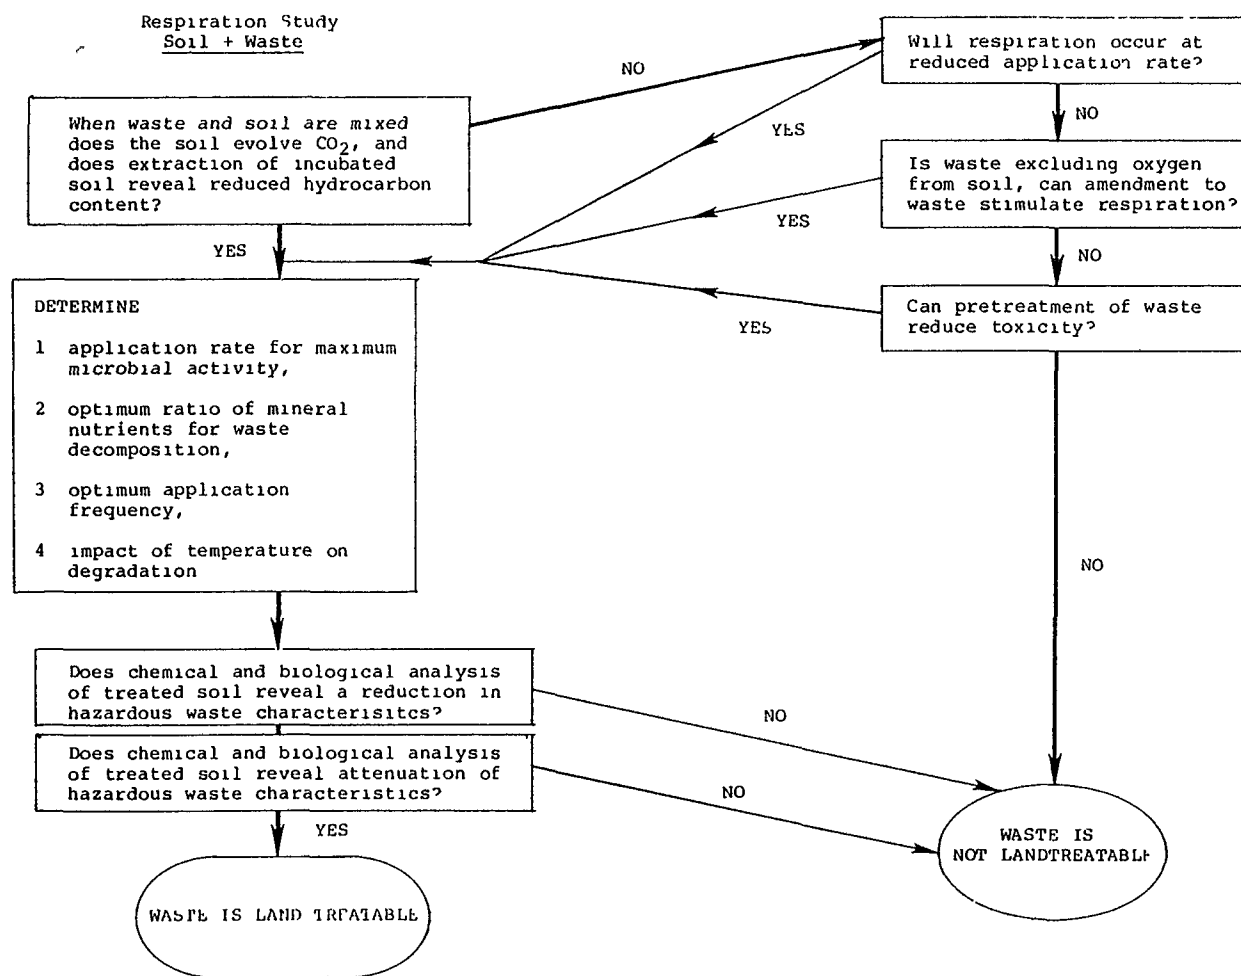 Respiration Study
Soil + Waste
NO
Will respiration occur at
reduced application rate?
When waste and soil are mixed
does the soil evolve CO2, and
does extraction of incubated
soil reveal reduced hydrocarbon
content?
YES
NO
Is waste excluding oxygen
from soil, can amendment to
waste stimulate respiration?
YES
YES
NO
DETERMINE
Can pretreatment of waste
reduce toxicity?
YES
1 application rate for maximum
microbial activity,
2 optimum ratio of mineral
nutrients for waste
decomposition,
3 optimum application
frequency,
4 impact of temperature on
degradation
NO
Does chemical and biological analysis
of treated soil reveal a reduction in
hazardous waste characterisitcs?
NO
Does chemical and biological analysis
of treated soil reveal attenuation of
hazardous waste characteristics?
NO
YES
WASTE IS
NOT LANDTREATABLE
WASTE IS LAND TREATABLE